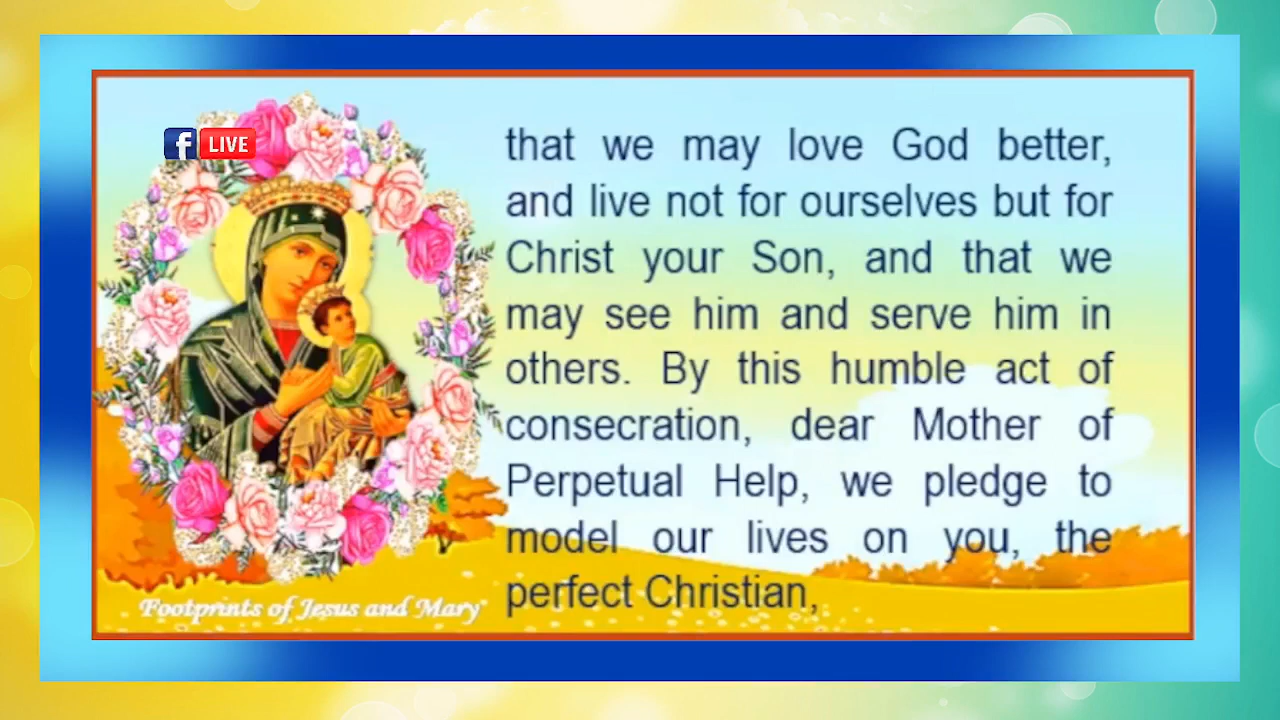 f LIVE
that we may love God better,
and live not for ourselves but for
Christ your Son, and that we
may see him and serve him in
others. By this humble act of
consecration, dear Mother of
Perpetual Help, we pledge to
model our lives on you, the
perfect Christian,
Footprints of Jesus and Mary